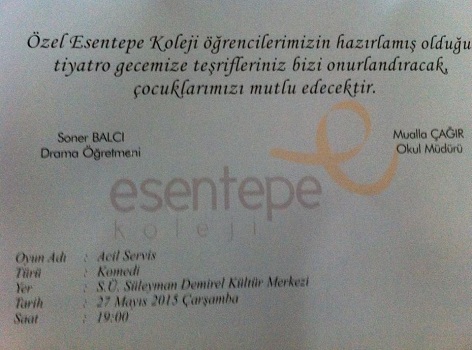 Özel Esentepe Koleji öğrencilerimizin hazırlamış olduğu
tiyatro gecemize teşrifleriniz bizi onurlandıracak,
çocuklarımızı mutlu edecektir.
Soner BALCI
Drama Öğretmeni
Mualla ÇAĞIR
Okul Müdürü
esentepe
koleji
Oyun Adı : Acil Servis
Türü : Komedi
Yer : S.Ü. Süleyman Demirel Kültür Merkezi
Tarih : 27 Mayıs 2015 Çarşamba
Saat : 19:00